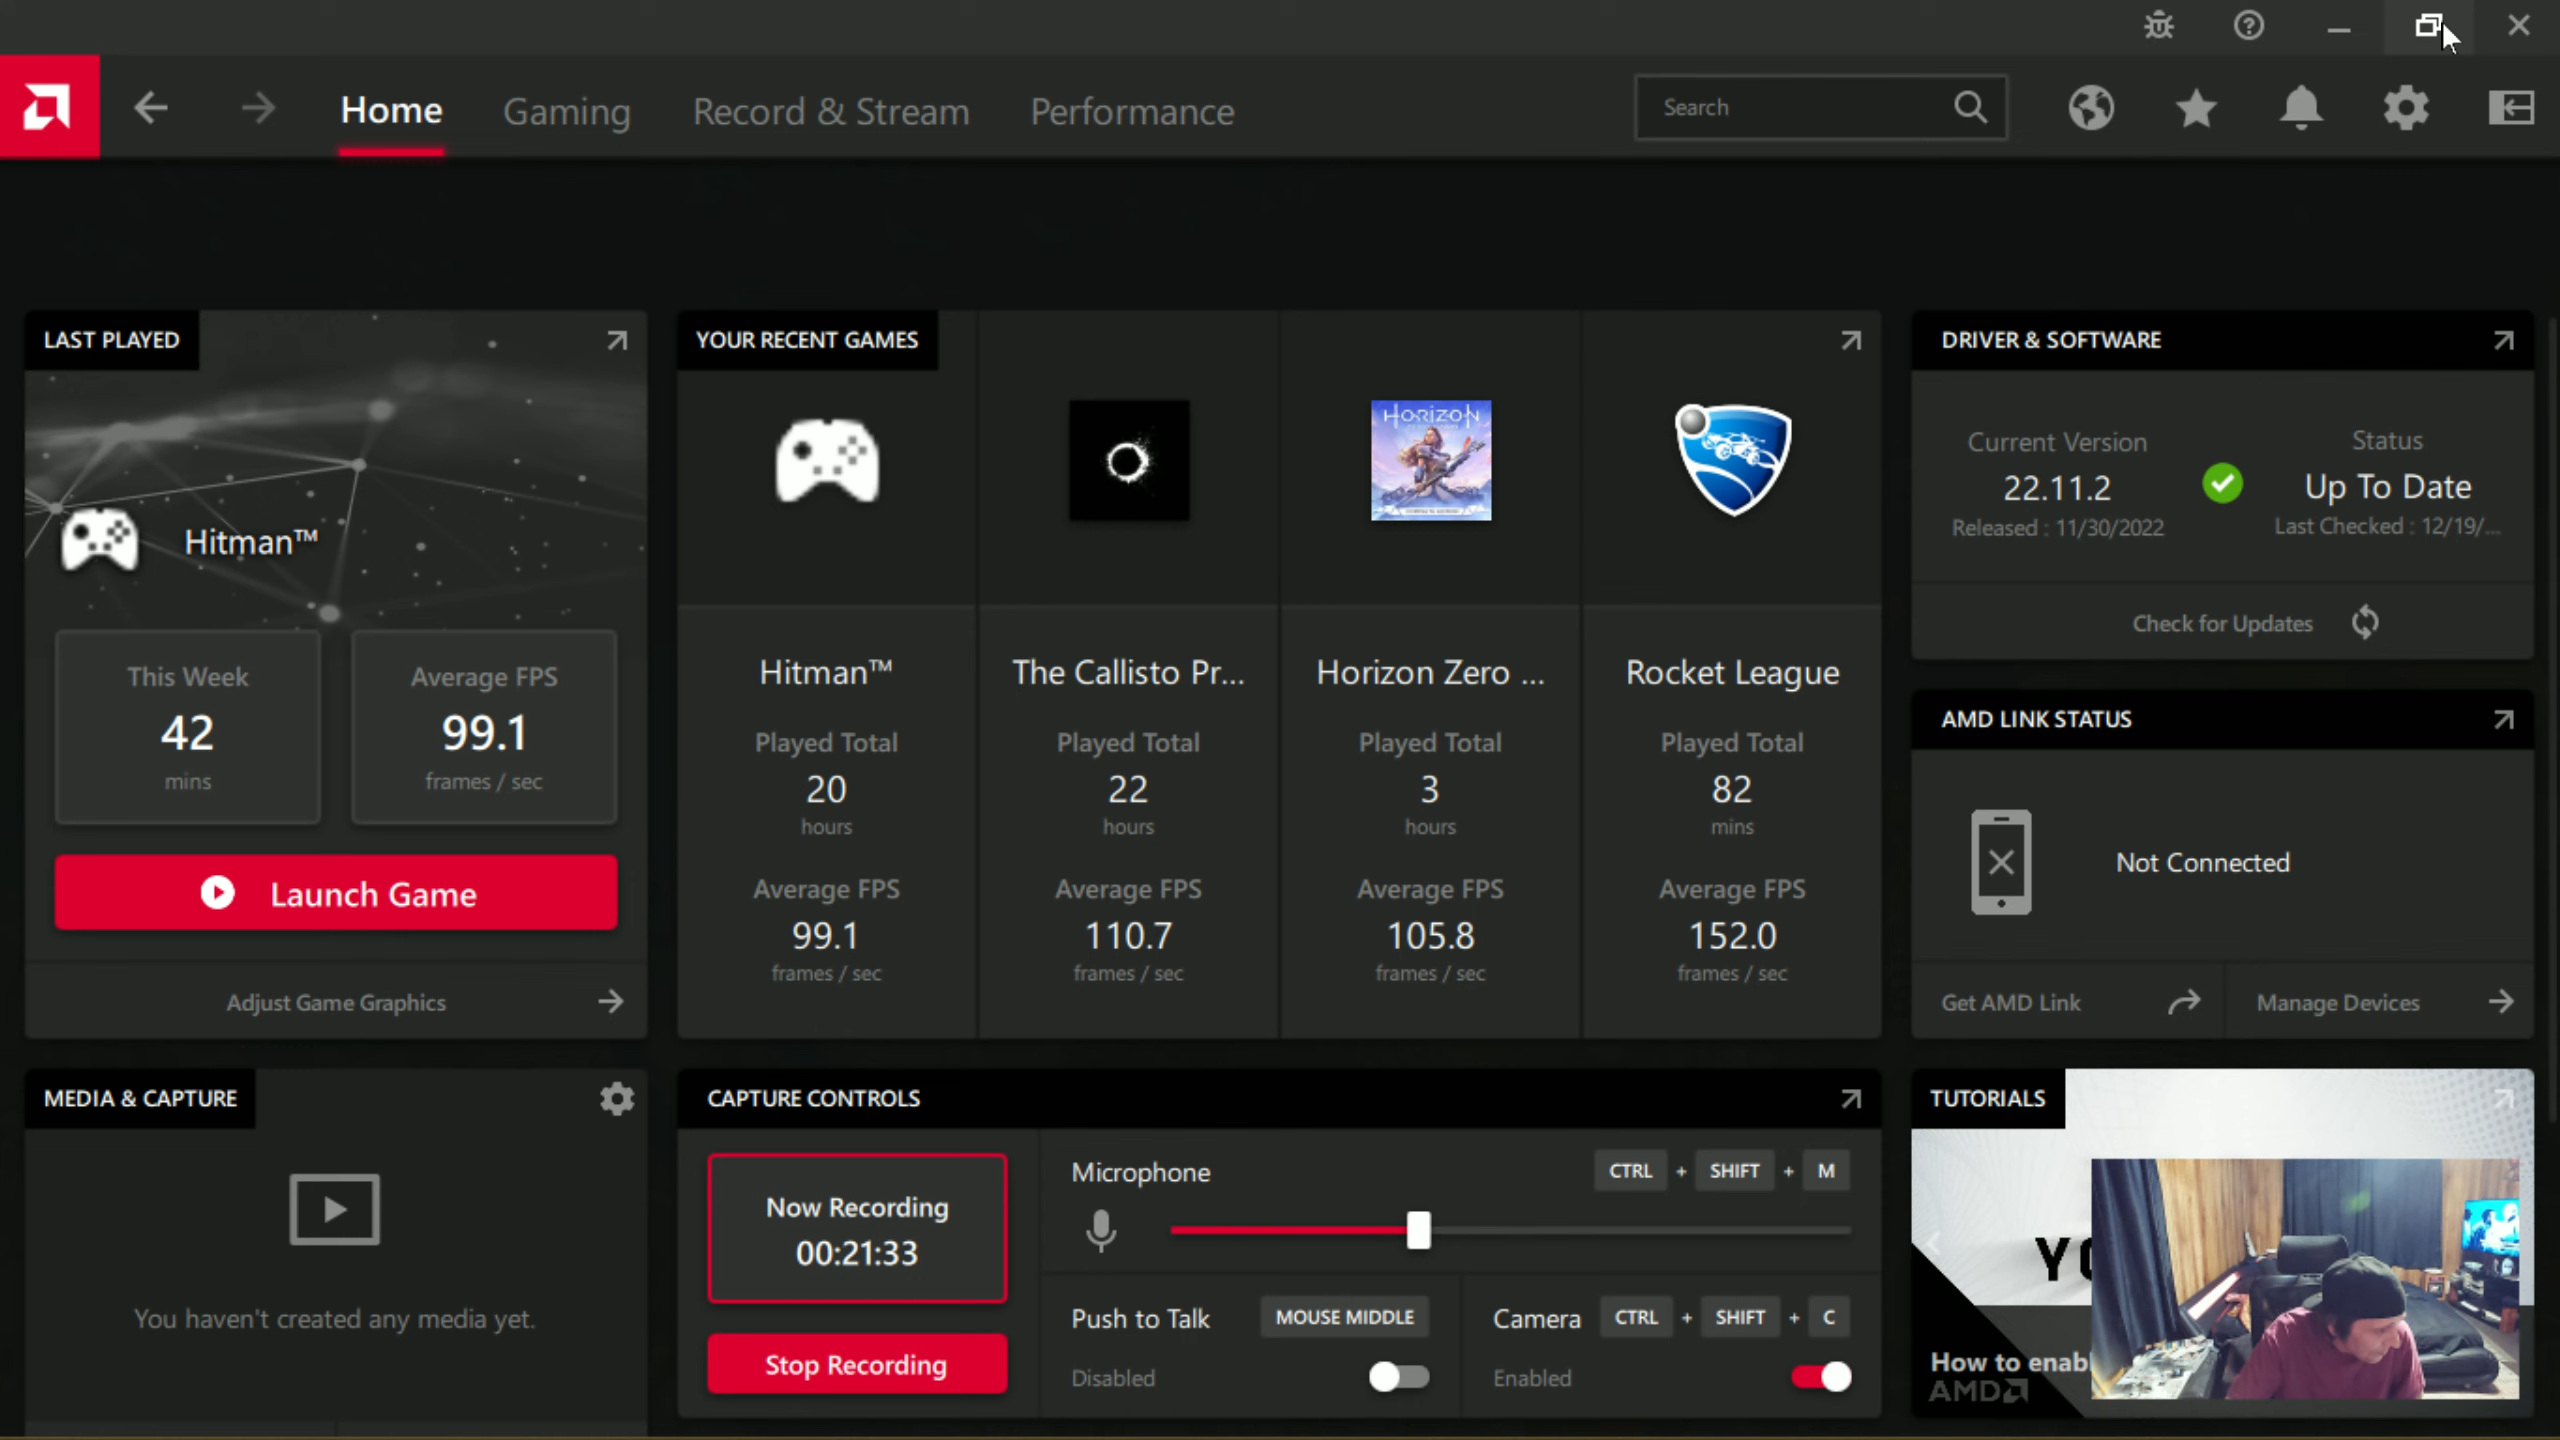 Home
Gaming
Record & Stream
Performance
Search
LAST PLAYED
Hitman™
This Week
42
mins
Average FPS
99.1
frames / sec
Launch Game
Adjust Game Graphics
YOUR RECENT GAMES
HORIZON
Hitman™
Played Total
20
hours
Average FPS
99.1
frames / sec
The Callisto Pr...
Played Total
22
hours
Average FPS
110.7
frames / sec
Horizon Zero ...
Played Total
3
hours
Average FPS
105.8
frames / sec
Rocket League
Played Total
82
mins
Average FPS
152.0
frames / sec
DRIVER & SOFTWARE
Current Version
22.11.2
Released : 11/30/2022
Status
Up To Date
Last Checked : 12/19/...
Check for Updates
AMD LINK STATUS
Not Connected
Get AMD Link
Manage Devices
MEDIA & CAPTURE
You haven't created any media yet.
CAPTURE CONTROLS
Now Recording
00:21:33
Stop Recording
Microphone
CTRL + SHIFT + M
Push to Talk
MOUSE MIDDLE
Disabled
Camera
CTRL + SHIFT + C
Enabled
TUTORIALS
How to
AMD